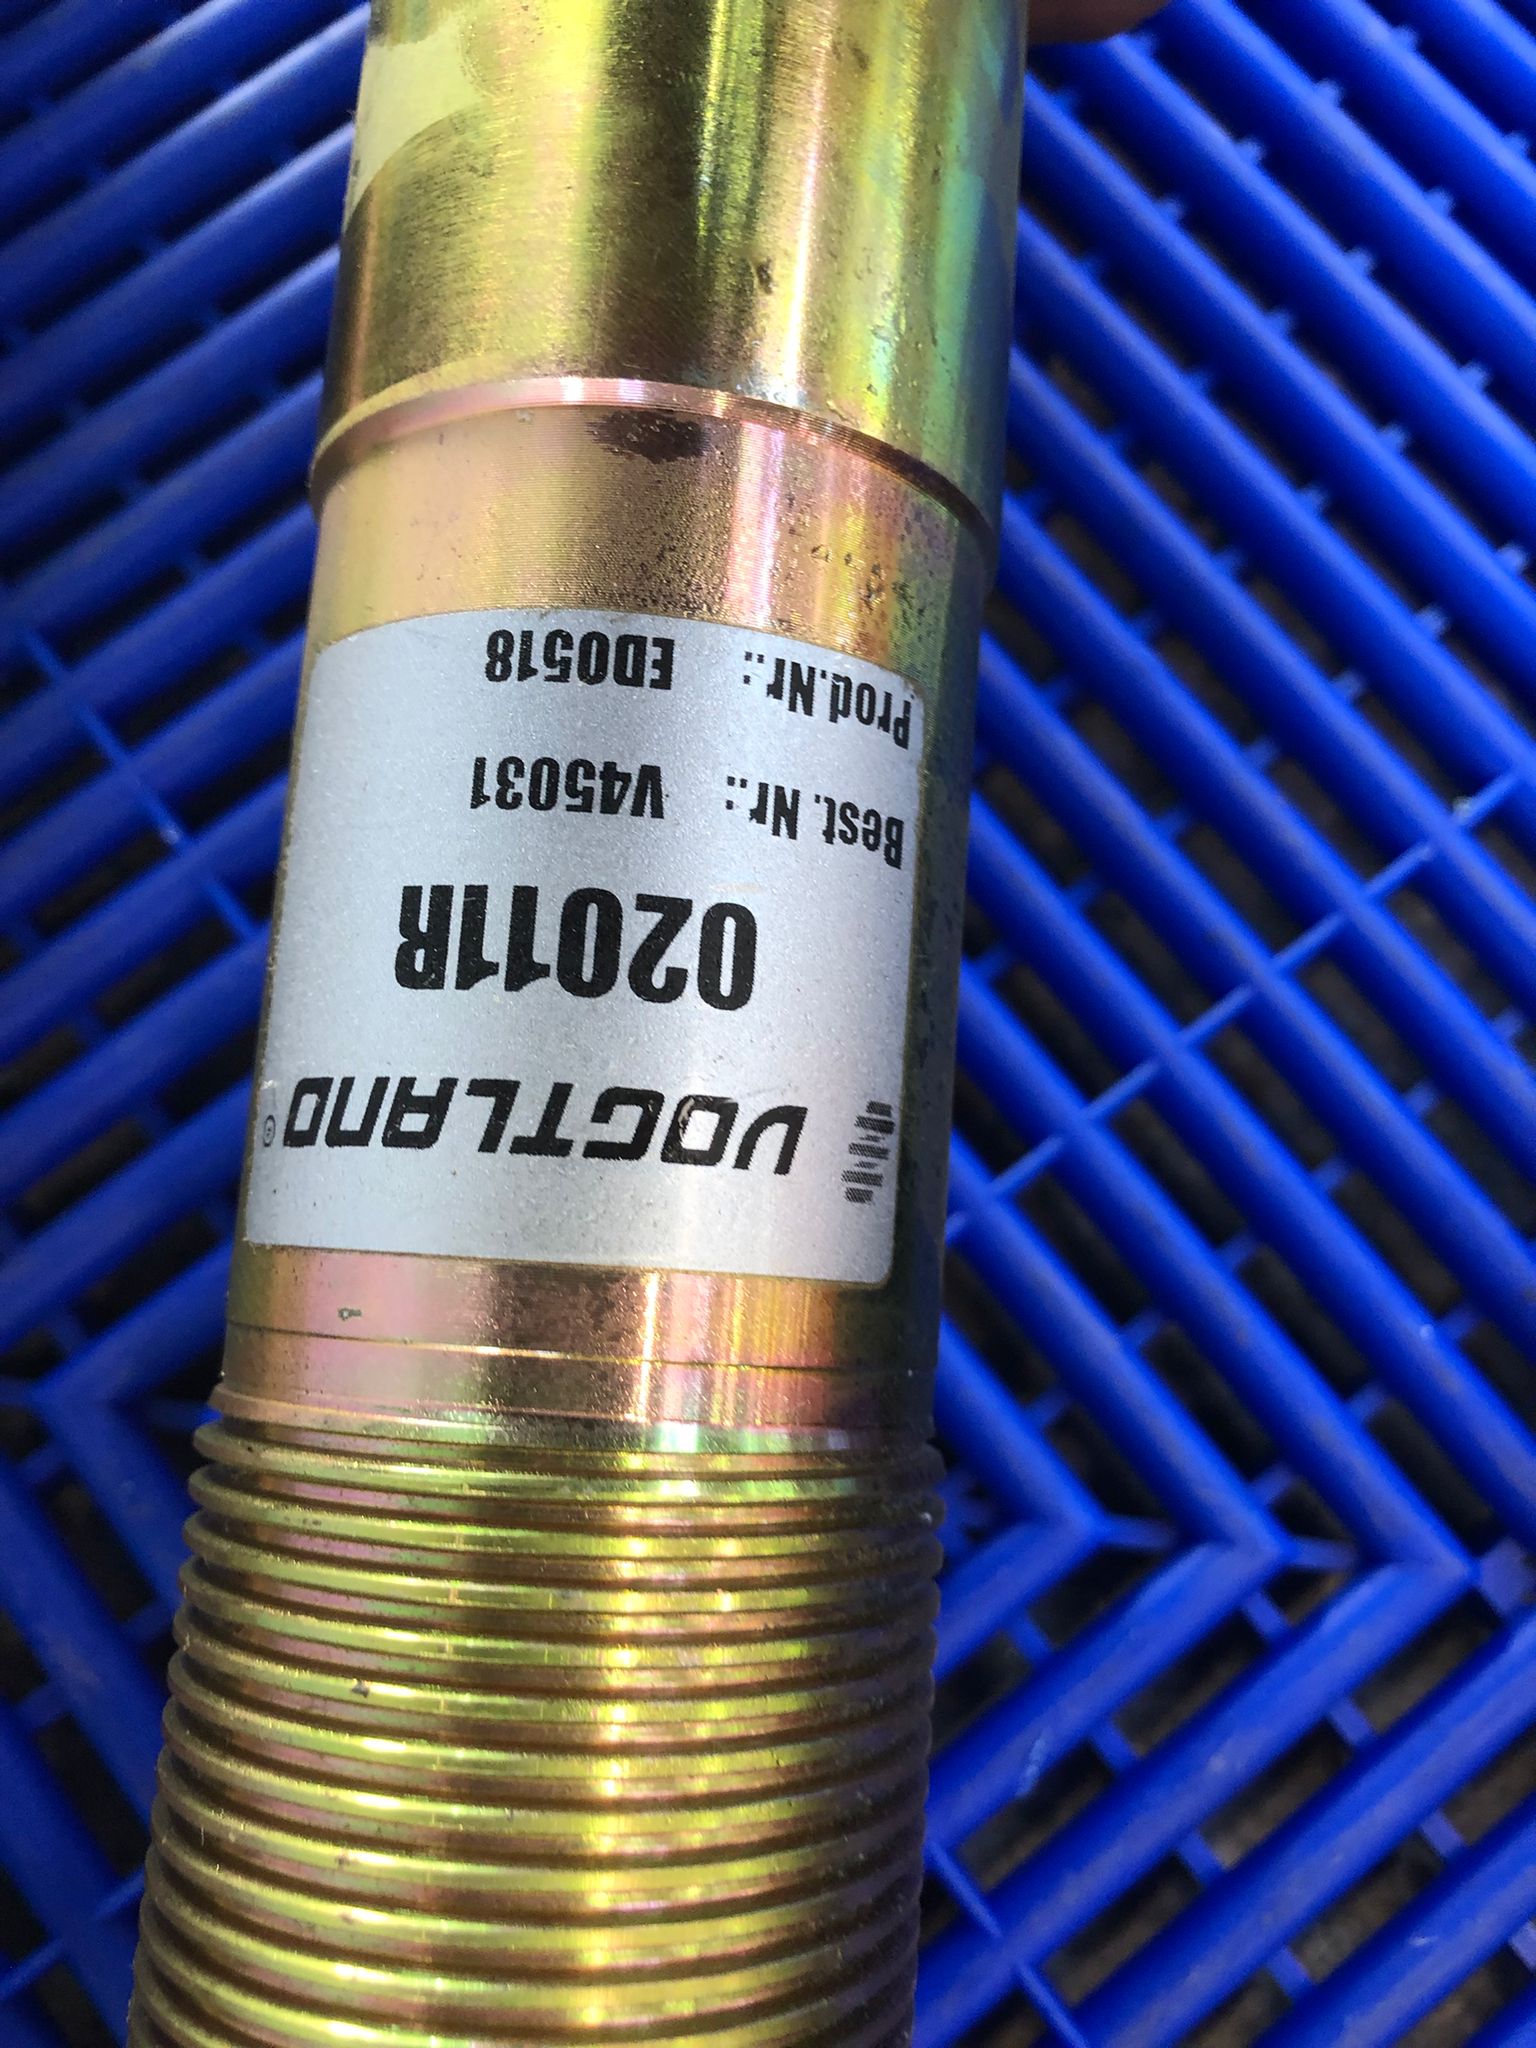 VOGTLAND®
02011R
Best. Nr.: V45031
Prod.Nr.: ED0518